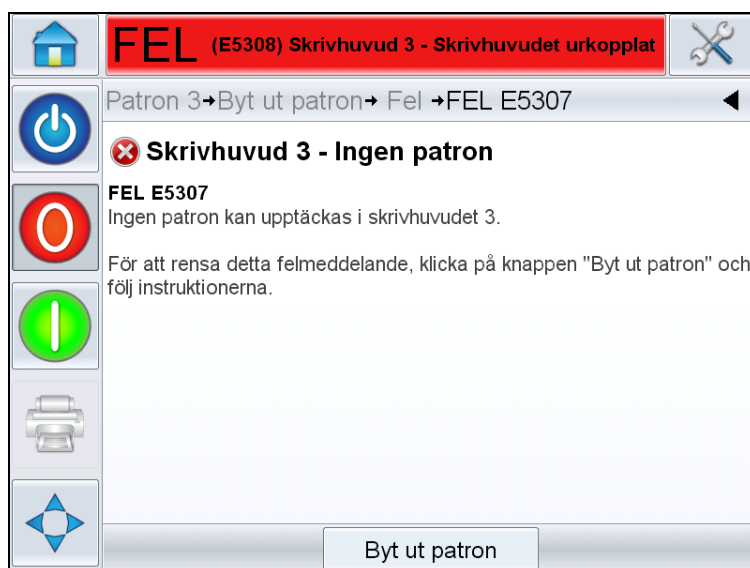 FEL (E5308) Skrivhuvud 3 - Skrivhuvudet urkopplat
Patron 3→Byt ut patron→ Fel →FEL E5307
Skrivhuvud 3 - Ingen patron
FEL E5307
Ingen patron kan upptäckas i skrivhuvudet 3.
För att rensa detta felmeddelande, klicka på knappen "Byt ut patron" och
följ instruktionerna.
Byt ut patron